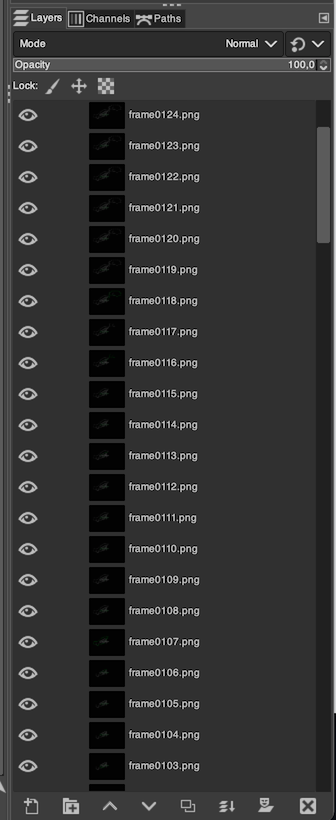 Layers Channels Paths
Mode Normal
Opacity 100,0
Lock:
frame0124.png
frame0123.png
frame0122.png
frame0121.png
frame0120.png
frame0119.png
frame0118.png
frame0117.png
frame0116.png
frame0115.png
frame0114.png
frame0113.png
frame0112.png
frame0111.png
frame0110.png
frame0109.png
frame0108.png
frame0107.png
frame0106.png
frame0105.png
frame0104.png
frame0103.png